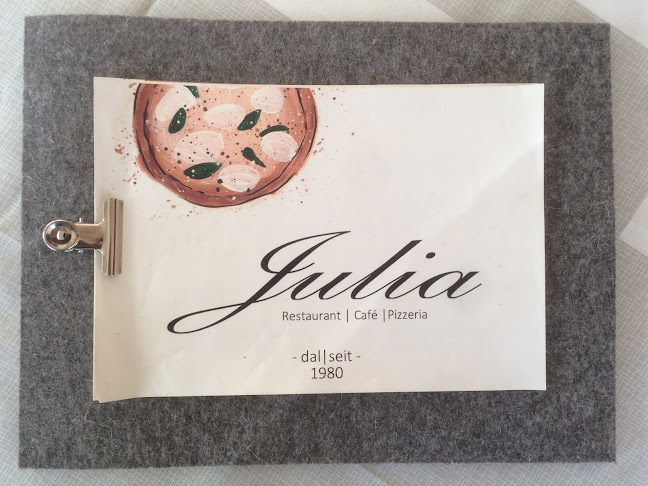 Julia
Restaurant | Café |Pizzeria
- dal|seit -
1980